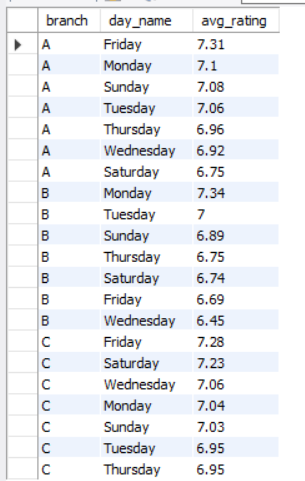 branch day_name avg_rating
A Friday 7.31
A Monday 7.1
A Sunday 7.08
A Tuesday 7.06
A Thursday 6.96
A Wednesday 6.92
A Saturday 6.75
B Monday 7.34
B Tuesday 7
B Sunday 6.89
B Thursday 6.75
B Saturday 6.74
B Friday 6.69
B Wednesday 6.45
C Friday 7.28
C Saturday 7.23
C Wednesday 7.06
C Monday 7.04
C Sunday 7.03
C Tuesday 6.95
C Thursday 6.95